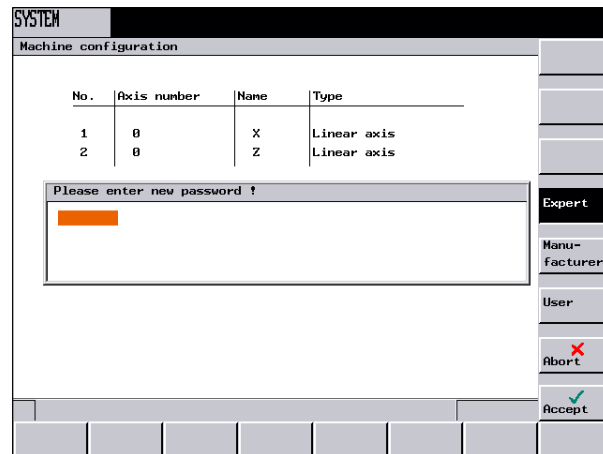 SYSTEM
Machine configuration
No. Axis number Name Type
1 0 X Linear axis
2 0 Z Linear axis
Please enter new password !
Expert
Manu-
facturer
User
Abort
Accept